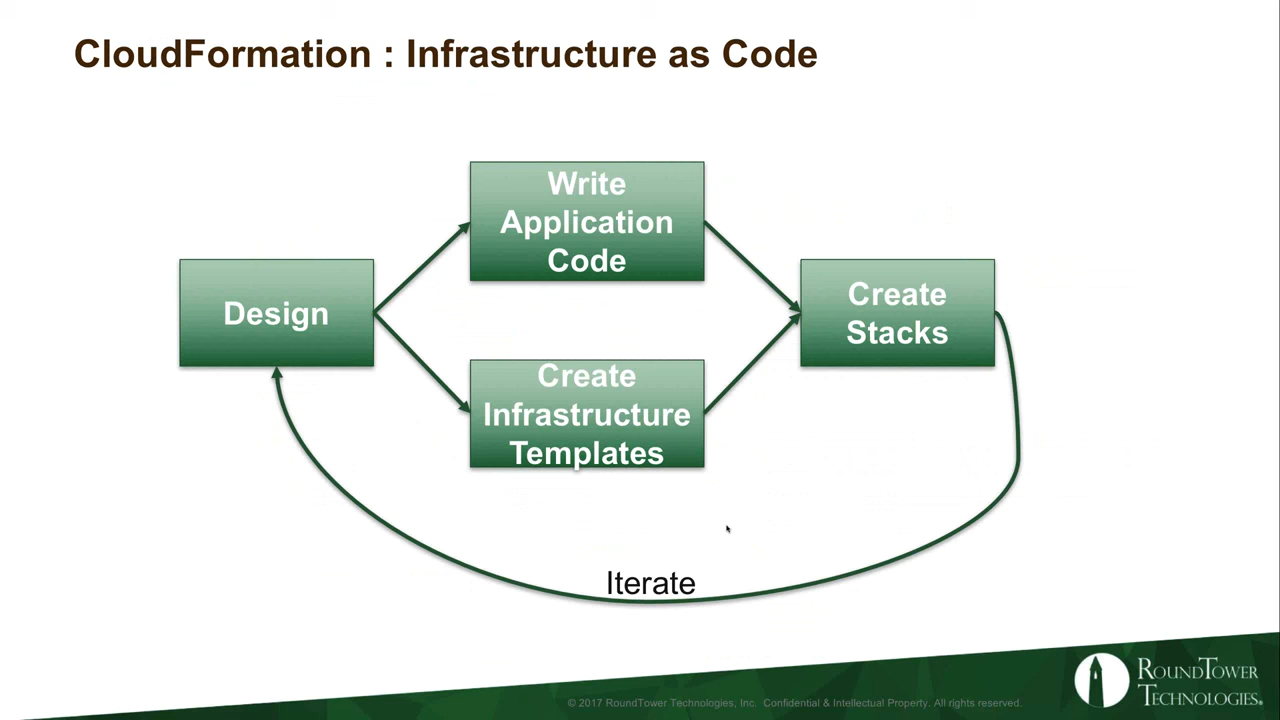 CloudFormation : Infrastructure as Code
Write
Application
Code
Design
Create
Stacks
Create
Infrastructure
Templates
Iterate
ROUNDTOWER
TECHNOLOGIES®
© 2017 RoundTower Technologies, Inc. Confidential & Intellectual Property. All rights reserved.